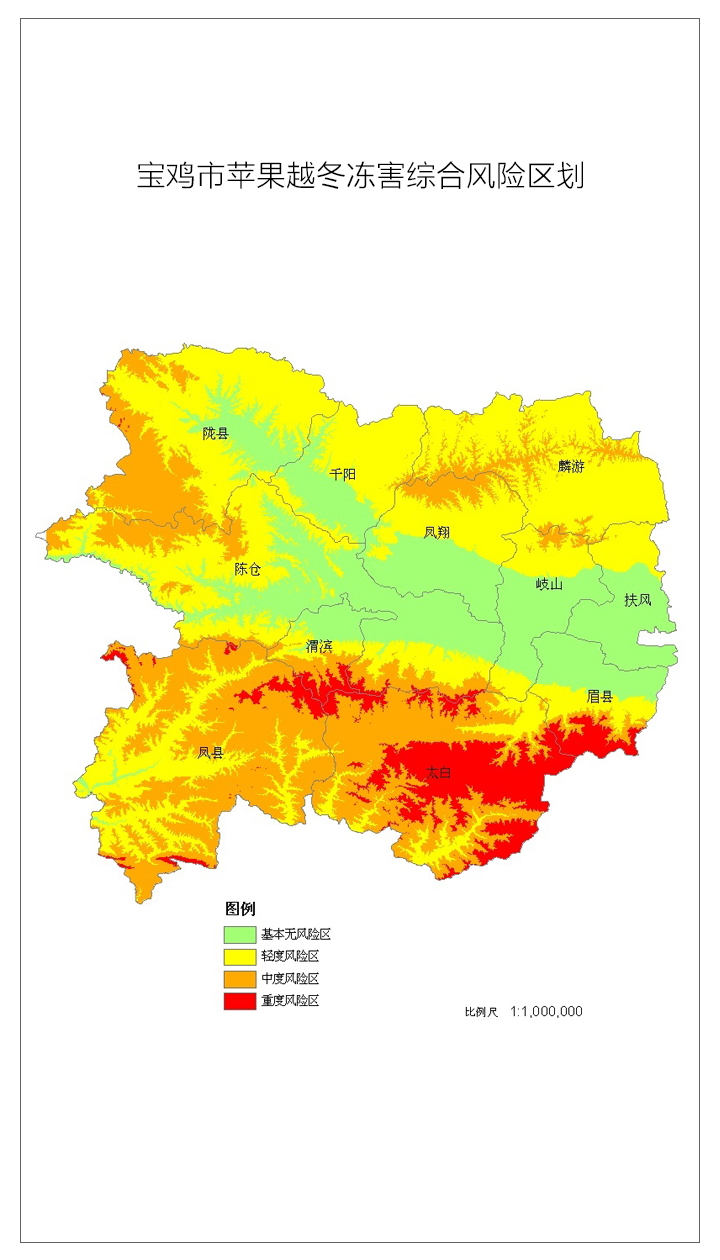 宝鸡市苹果越冬冻害综合风险区划
陇县
千阳
麟游
凤翔
陈仓
岐山
扶风
渭滨
眉县
凤县
太白
图例
基本无风险区
轻度风险区
中度风险区
重度风险区
比例尺 1:1,000,000